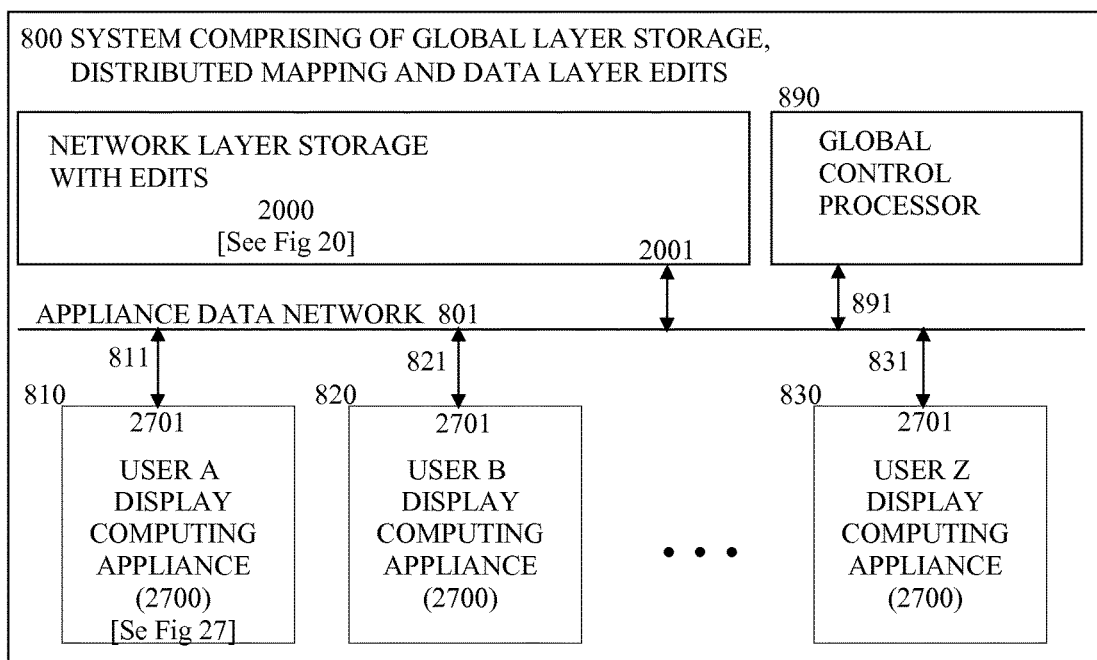 800 SYSTEM COMPRISING OF GLOBAL LAYER STORAGE,
DISTRIBUTED MAPPING AND DATA LAYER EDITS
890
NETWORK LAYER STORAGE
WITH EDITS
2000
[See Fig 20]
2001
GLOBAL
CONTROL
PROCESSOR
891
APPLIANCE DATA NETWORK 801
811
821
831
810
2701
USER A
DISPLAY
COMPUTING
APPLIANCE
(2700)
[Se Fig 27]
820
2701
USER B
DISPLAY
COMPUTING
APPLIANCE
(2700)
• • •
830
2701
USER Z
DISPLAY
COMPUTING
APPLIANCE
(2700)